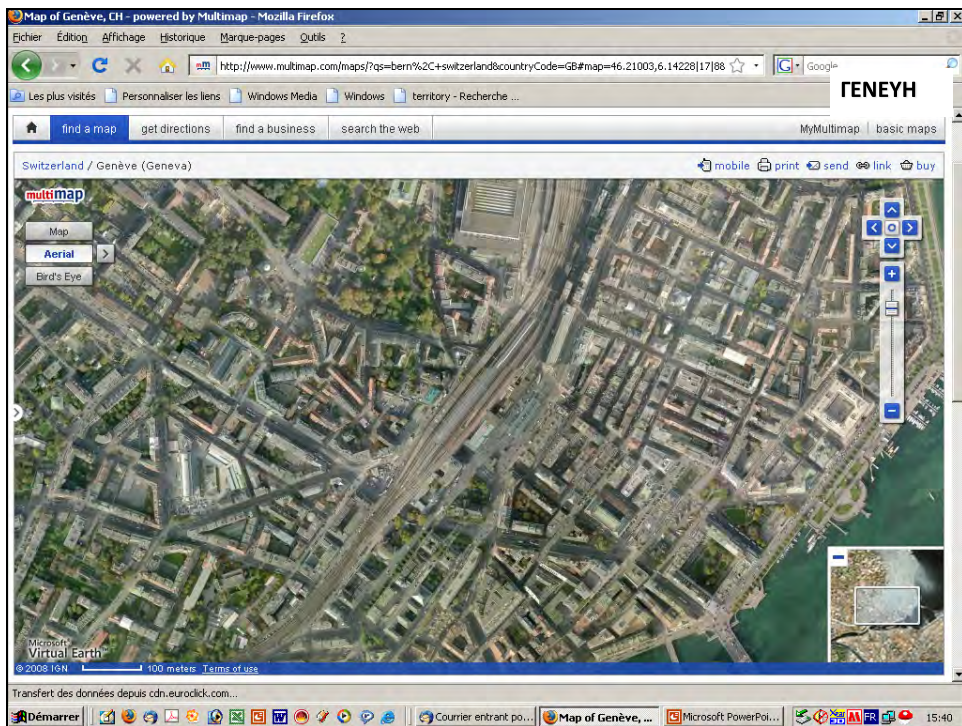 Map of Genève, CH - powered by Multimap - Mozilla Firefox
Fichier Édition Affichage Historique Marque-pages Outils ?
http://www.multimap.com/maps/?qs=bern%2C+switzerland&countryCode=GB#map=46.21003,6.14228|17|88
G Google
ΓΕΝΕΥΗ
Les plus visités Personnaliser les liens Windows Media Windows territory - Recherche ...
find a map get directions find a business search the web MyMultimap basic maps
Switzerland / Genève (Geneva) mobile print send link buy
multimap
Map
Aerial >
Bird's Eye
Microsoft
Virtual Earth
© 2008 IGN 100 meters Terms of use
Transfert des données depuis cdn.euroclick.com...
Démarrer Courrier entrant po... Map of Genève, ... Microsoft PowerPoi... FR 15:40